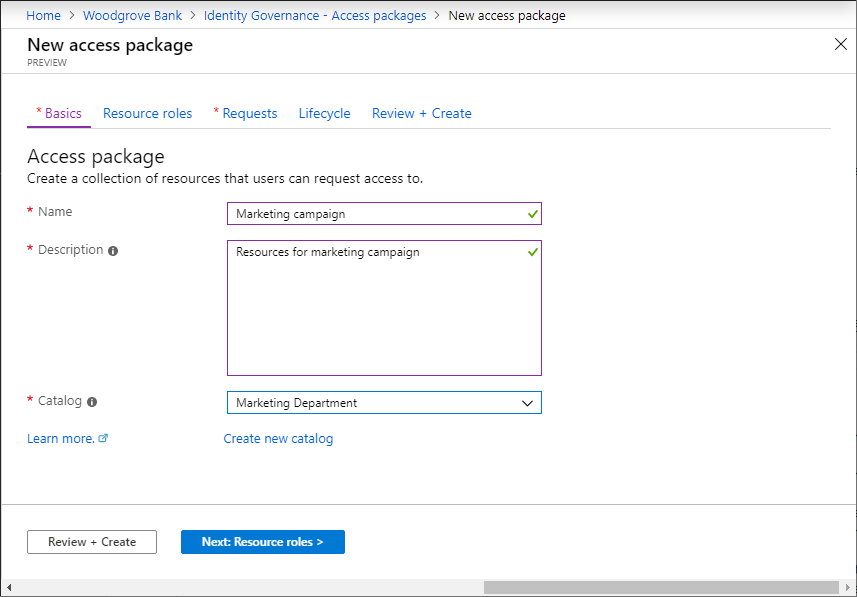 Home > Woodgrove Bank > Identity Governance - Access packages > New access package
New access package
PREVIEW
* Basics Resource roles * Requests Lifecycle Review + Create
Access package
Create a collection of resources that users can request access to.
* Name Marketing campaign
* Description Resources for marketing campaign
* Catalog Marketing Department
Learn more. Create new catalog
Review + Create Next: Resource roles >